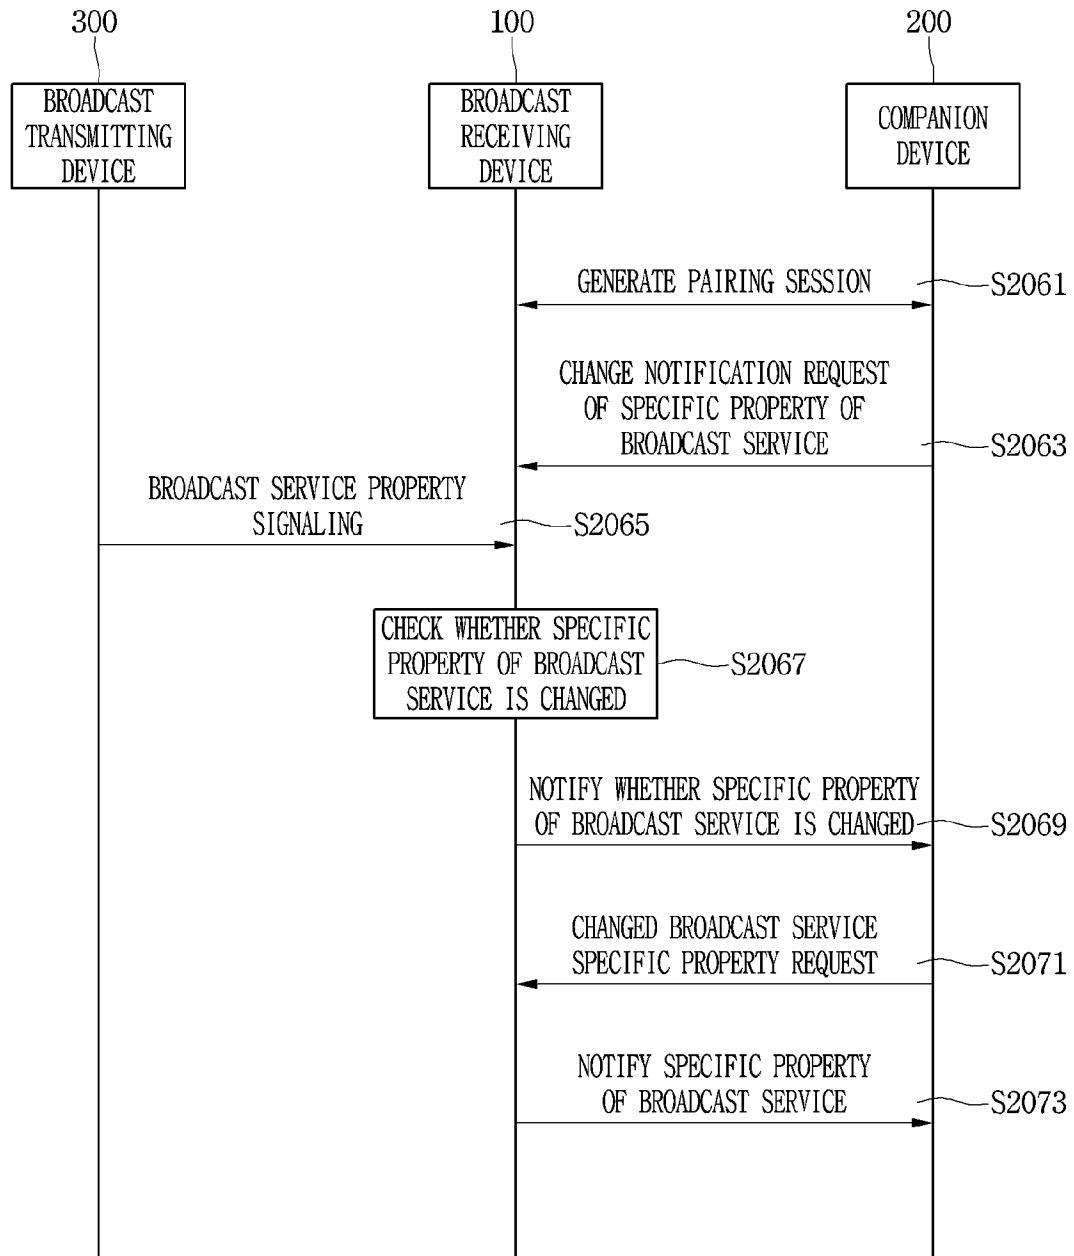 300
100
200
BROADCAST
TRANSMITTING
DEVICE
BROADCAST
RECEIVING
DEVICE
COMPANION
DEVICE
GENERATE PAIRING SESSION
S2061
CHANGE NOTIFICATION REQUEST
OF SPECIFIC PROPERTY OF
BROADCAST SERVICE
S2063
BROADCAST SERVICE PROPERTY
SIGNALING
S2065
CHECK WHETHER SPECIFIC
PROPERTY OF BROADCAST
SERVICE IS CHANGED
S2067
NOTIFY WHETHER SPECIFIC PROPERTY
OF BROADCAST SERVICE IS CHANGED
S2069
CHANGED BROADCAST SERVICE
SPECIFIC PROPERTY REQUEST
S2071
NOTIFY SPECIFIC PROPERTY
OF BROADCAST SERVICE
S2073